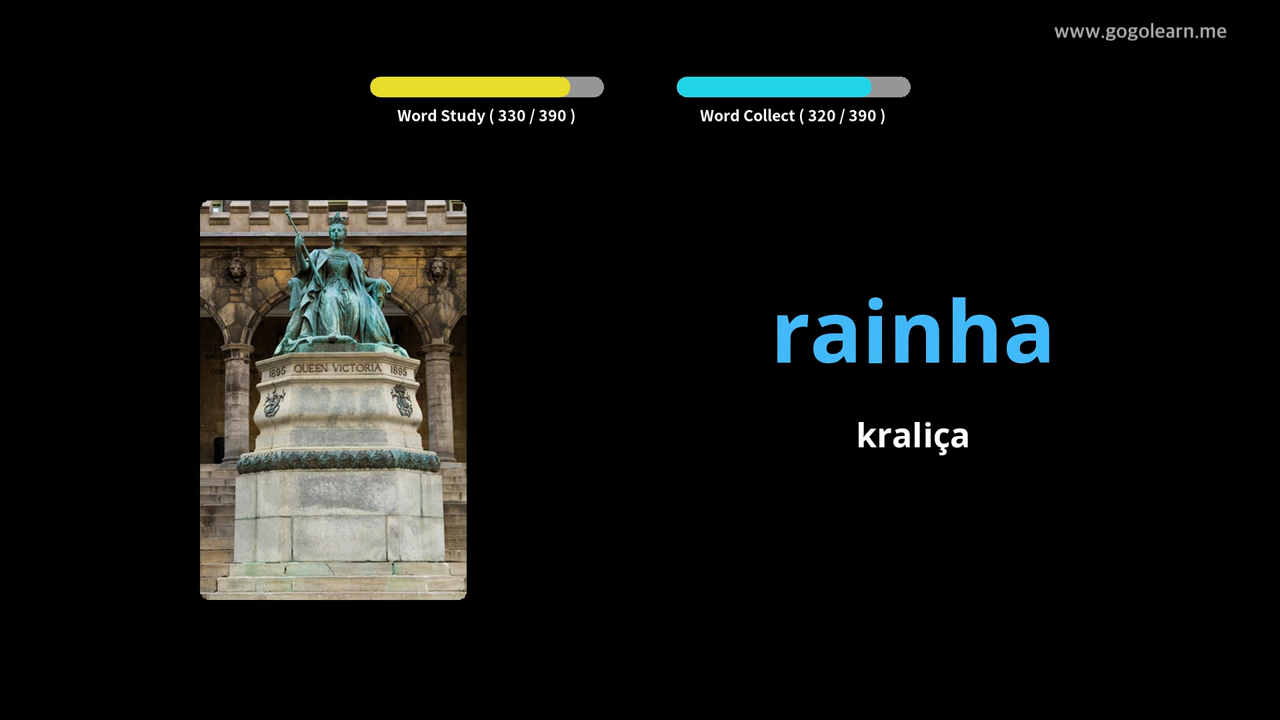 www.gogolearn.me
Word Study ( 330 / 390 )
Word Collect ( 320 / 390 )
1895 QUEEN VICTORIA 1895
rainha
kraliça